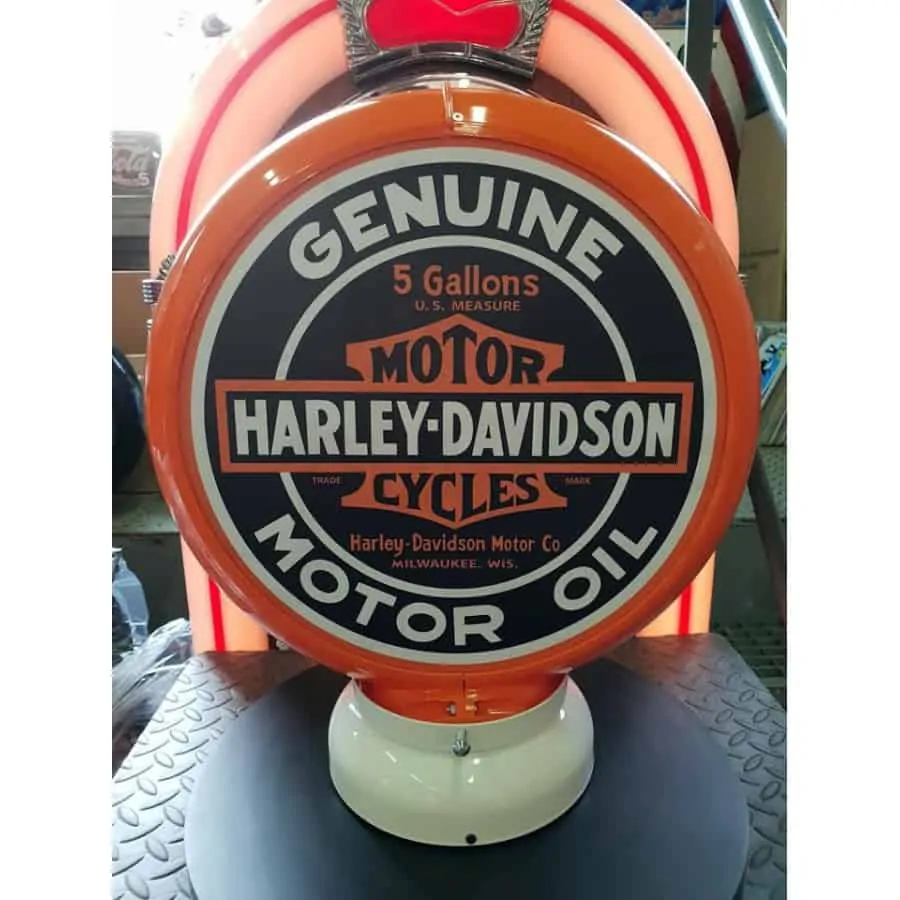 GENUINE
5 Gallons
U.S. MEASURE
MOTOR
HARLEY-DAVIDSON
TRADE MARK
CYCLES
Harley-Davidson Motor Co
MILWAUKEE. WIS.
MOTOR OIL